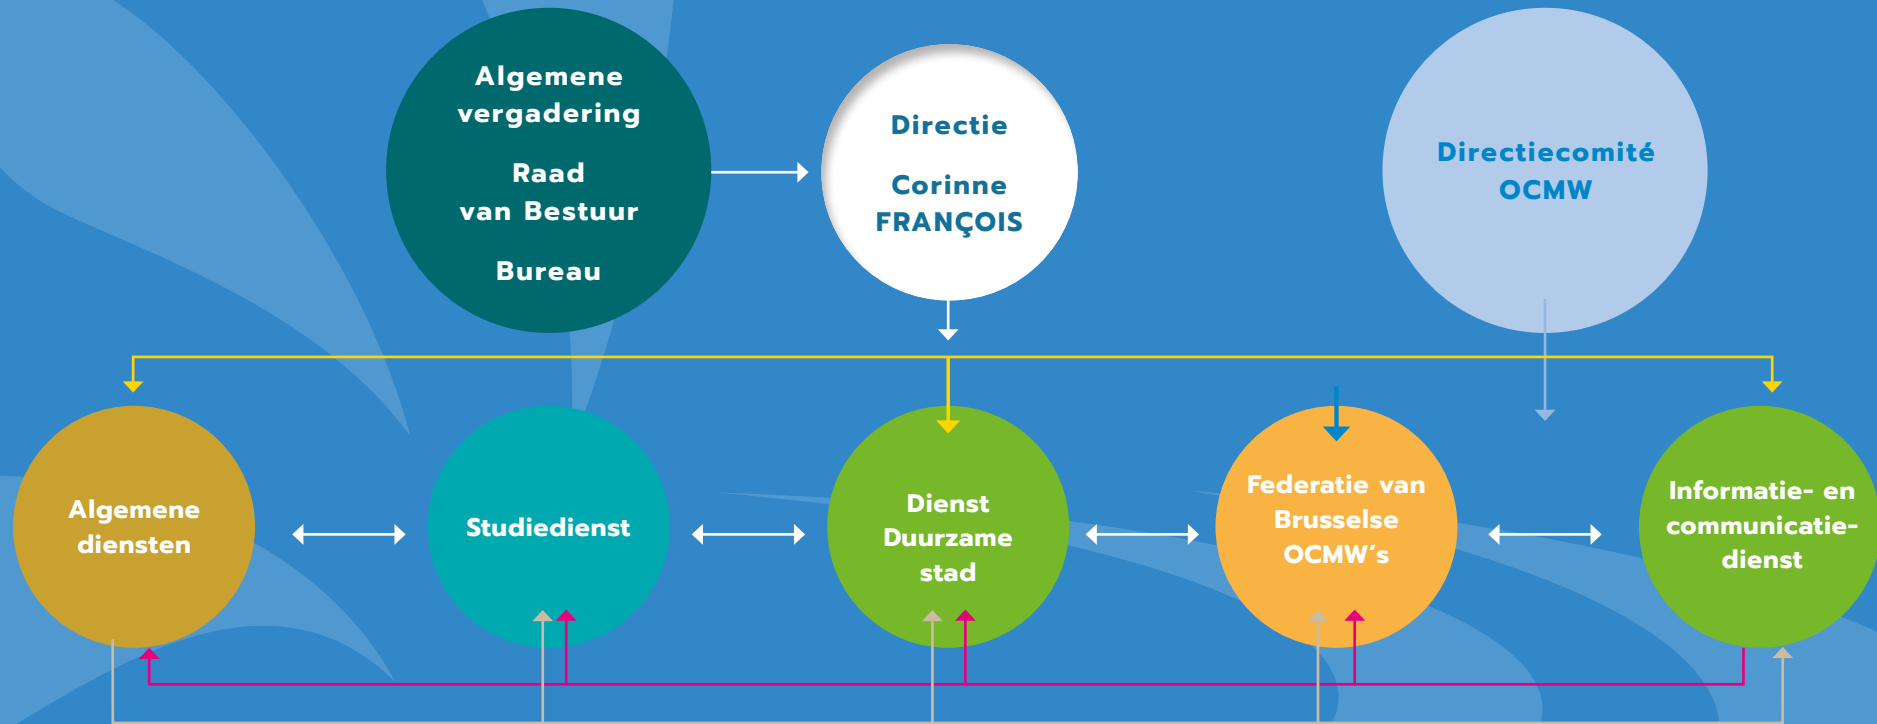 Algemene
vergadering
Raad
van Bestuur
Bureau
Directie
Corinne
FRANÇOIS
Directiecomité
OCMW
Algemene
diensten
Studiedienst
Dienst
Duurzame
stad
Federatie van
Brusselse
OCMW's
Informatie- en
communicatie-
dienst